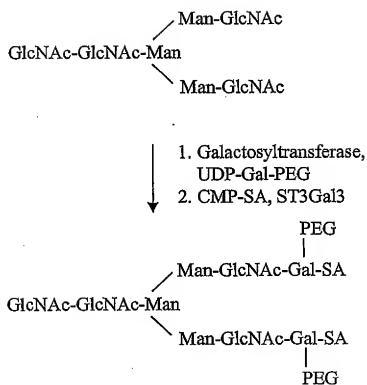 Man-GlcNAc
GlcNAc-GlcNAc-Man
Man-GlcNAc
1. Galactosyltransferase,
UDP-Gal-PEG
2. CMP-SA, ST3Gal3
PEG
Man-GlcNAc-Gal-SA
GlcNAc-GlcNAc-Man
Man-GlcNAc-Gal-SA
PEG